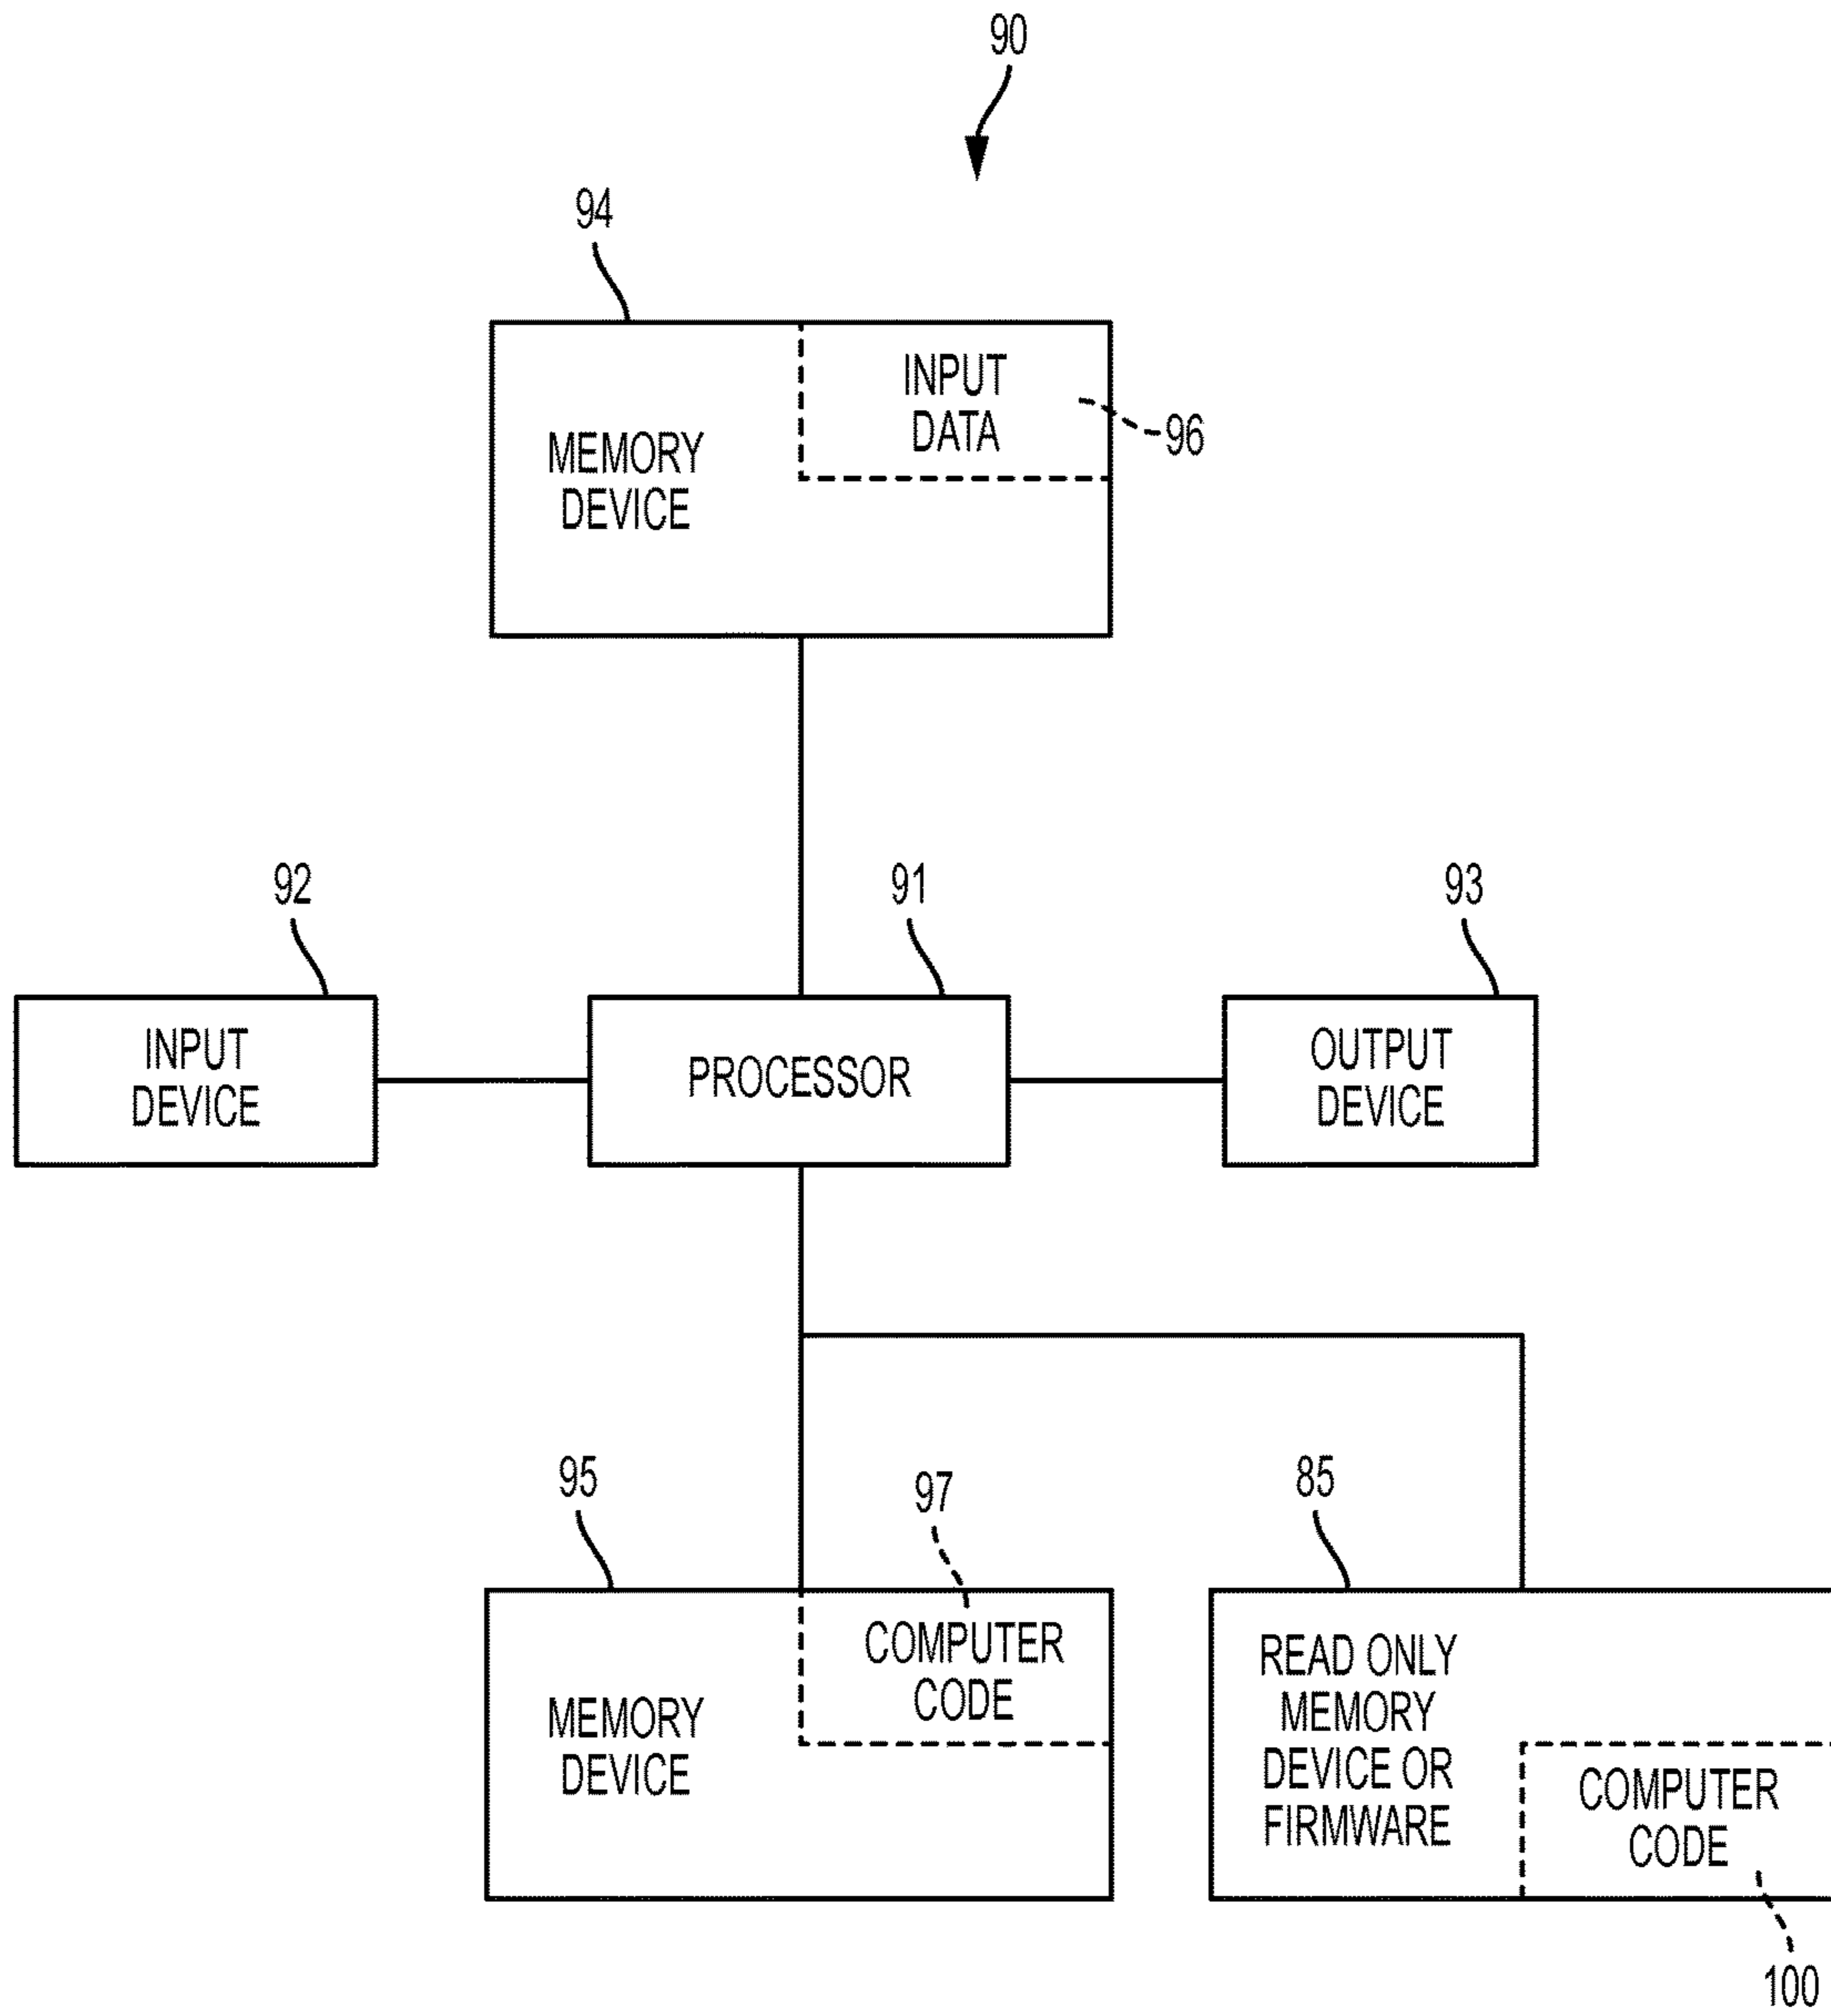 90
94
INPUT
DATA
96
MEMORY
DEVICE
92
91
93
INPUT
DEVICE
PROCESSOR
OUTPUT
DEVICE
95
97
85
COMPUTER
CODE
MEMORY
DEVICE
READ ONLY
MEMORY
DEVICE OR
FIRMWARE
COMPUTER
CODE
100